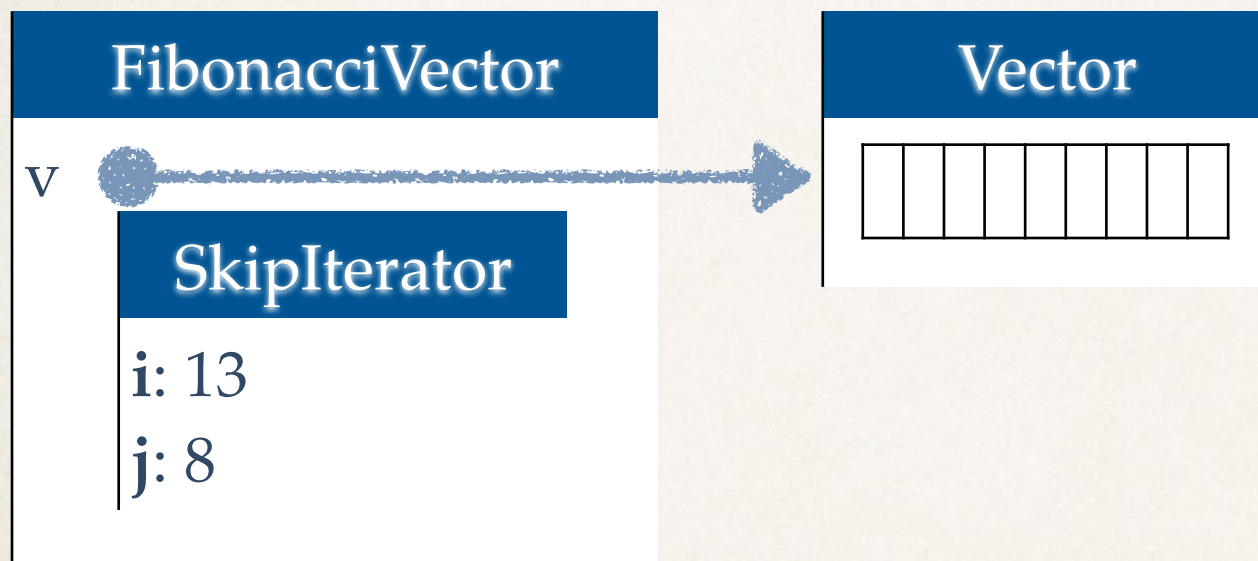 FibonacciVector
Vector
v
SkipIterator
i: 13
j: 8